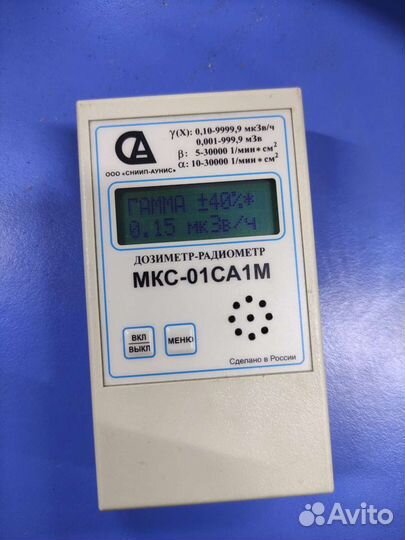 СА
γ(X): 0,10-9999,9 мкЗв/ч
0,001-999,9 мЗв
β: 5-30000 1/мин∗см²
α: 10-30000 1/мин∗см²
ООО «СНИИП-АУНИС»
ГАММА ±40%*
0.15 мкЗв/ч
ДОЗИМЕТР-РАДИОМЕТР
МКС-01СА1М
ВКЛ
ВЫКЛ
МЕНЮ
Сделано в России
Avito